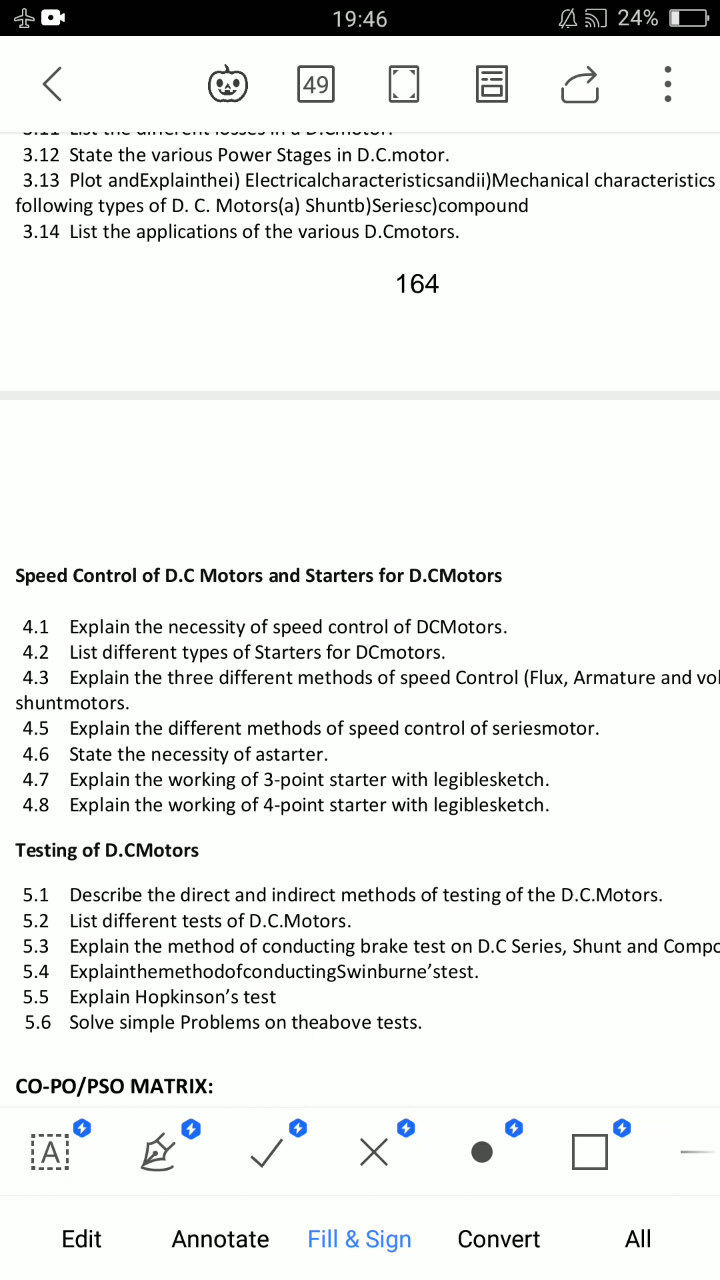 19:46
24%
49
3.11 List the different losses in a D.Cmotor.
3.12 State the various Power Stages in D.C.motor.
3.13 Plot andExplainthei) Electricalcharacteristicsandii)Mechanical characteristics
following types of D. C. Motors(a) Shuntb)Seriesc)compound
3.14 List the applications of the various D.Cmotors.
164
Speed Control of D.C Motors and Starters for D.CMotors
4.1 Explain the necessity of speed control of DCMotors.
4.2 List different types of Starters for DCmotors.
4.3 Explain the three different methods of speed Control (Flux, Armature and vol
shuntmotors.
4.5 Explain the different methods of speed control of seriesmotor.
4.6 State the necessity of astarter.
4.7 Explain the working of 3-point starter with legiblesketch.
4.8 Explain the working of 4-point starter with legiblesketch.
Testing of D.CMotors
5.1 Describe the direct and indirect methods of testing of the D.C.Motors.
5.2 List different tests of D.C.Motors.
5.3 Explain the method of conducting brake test on D.C Series, Shunt and Compo
5.4 ExplainthemethodofconductingSwinburne’stest.
5.5 Explain Hopkinson’s test
5.6 Solve simple Problems on theabove tests.
CO-PO/PSO MATRIX:
A
Edit Annotate Fill & Sign Convert All